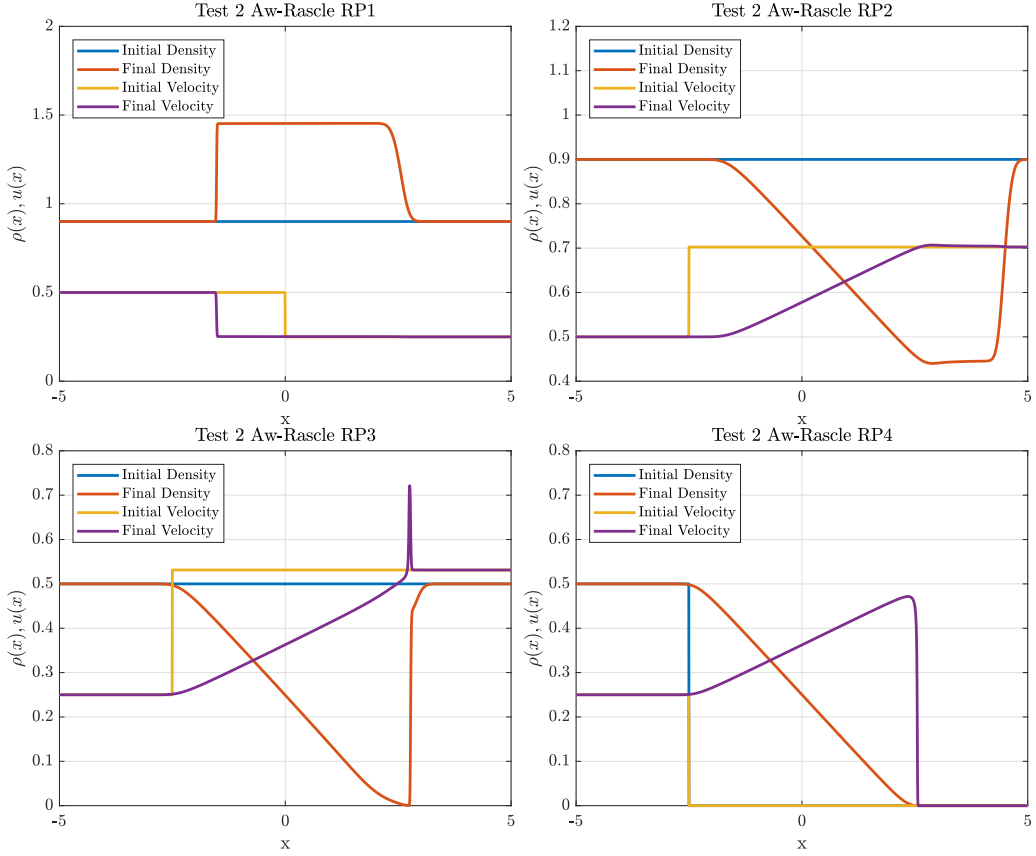 Test 2 Aw-Rascle RP1
2
1.5
1
0.5
0
ρ(x), u(x)
Initial Density
Final Density
Initial Velocity
Final Velocity
-5
0
5
x
Test 2 Aw-Rascle RP2
1.2
1.1
1
0.9
0.8
0.7
0.6
0.5
0.4
ρ(x), u(x)
Initial Density
Final Density
Initial Velocity
Final Velocity
-5
0
5
x
Test 2 Aw-Rascle RP3
0.8
0.7
0.6
0.5
0.4
0.3
0.2
0.1
0
ρ(x), u(x)
Initial Density
Final Density
Initial Velocity
Final Velocity
-5
0
5
x
Test 2 Aw-Rascle RP4
0.8
0.7
0.6
0.5
0.4
0.3
0.2
0.1
0
ρ(x), u(x)
Initial Density
Final Density
Initial Velocity
Final Velocity
-5
0
5
x